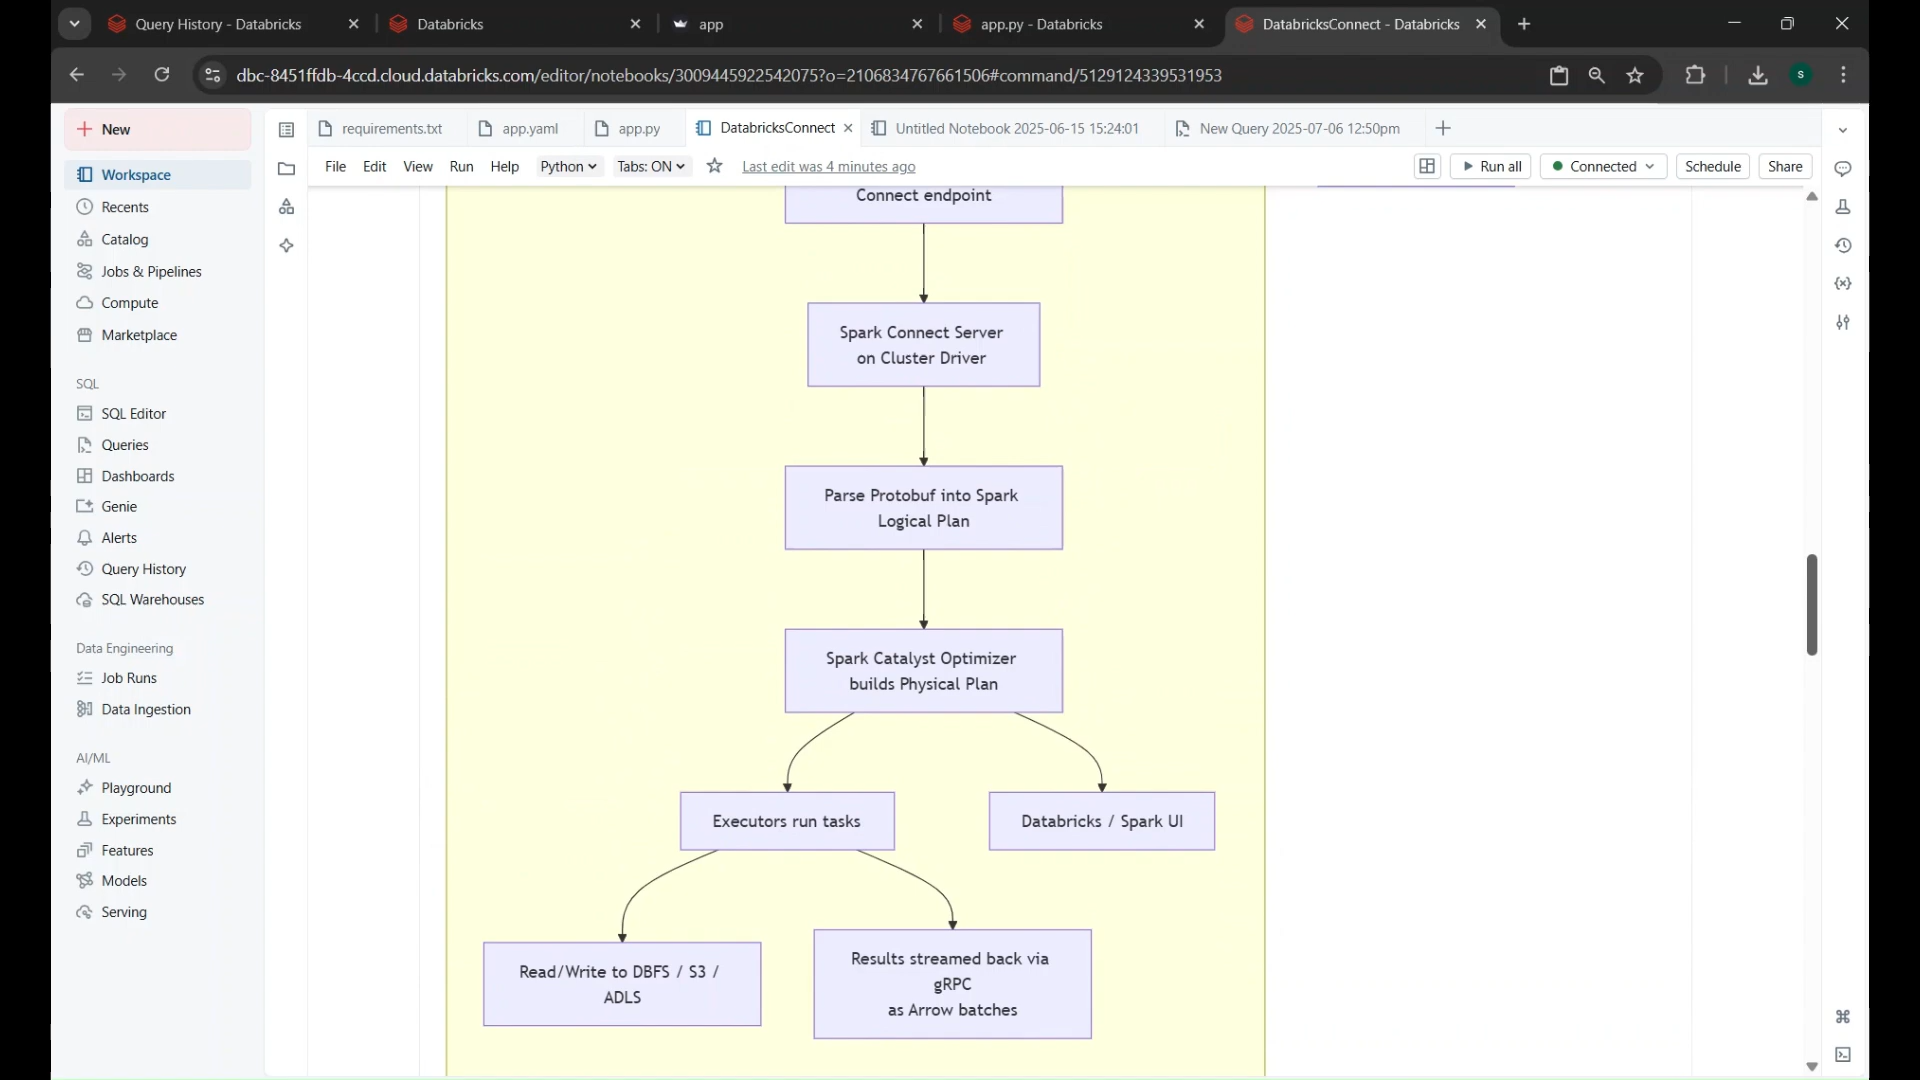 Query History - Databricks
Databricks
app
app.py - Databricks
DatabricksConnect - Databricks
dbc-8451ffdb-4ccd.cloud.databricks.com/editor/notebooks/3009445922542075?o=2106834767661506#command/5129124339531953
S
New
Workspace
Recents
Catalog
Jobs & Pipelines
Compute
Marketplace
SQL
SQL Editor
Queries
Dashboards
Genie
Alerts
Query History
SQL Warehouses
Data Engineering
Job Runs
Data Ingestion
AI/ML
Playground
Experiments
Features
Models
Serving
requirements.txt
app.yaml
app.py
DatabricksConnect
Untitled Notebook 2025-06-15 15:24:01
New Query 2025-07-06 12:50pm
File Edit View Run Help Python Tabs: ON Last edit was 4 minutes ago
Run all
Connected
Schedule
Share
Connect endpoint
Spark Connect Server
on Cluster Driver
Parse Protobuf into Spark
Logical Plan
Spark Catalyst Optimizer
builds Physical Plan
Executors run tasks
Databricks / Spark UI
Read/Write to DBFS / S3 /
ADLS
Results streamed back via
gRPC
as Arrow batches